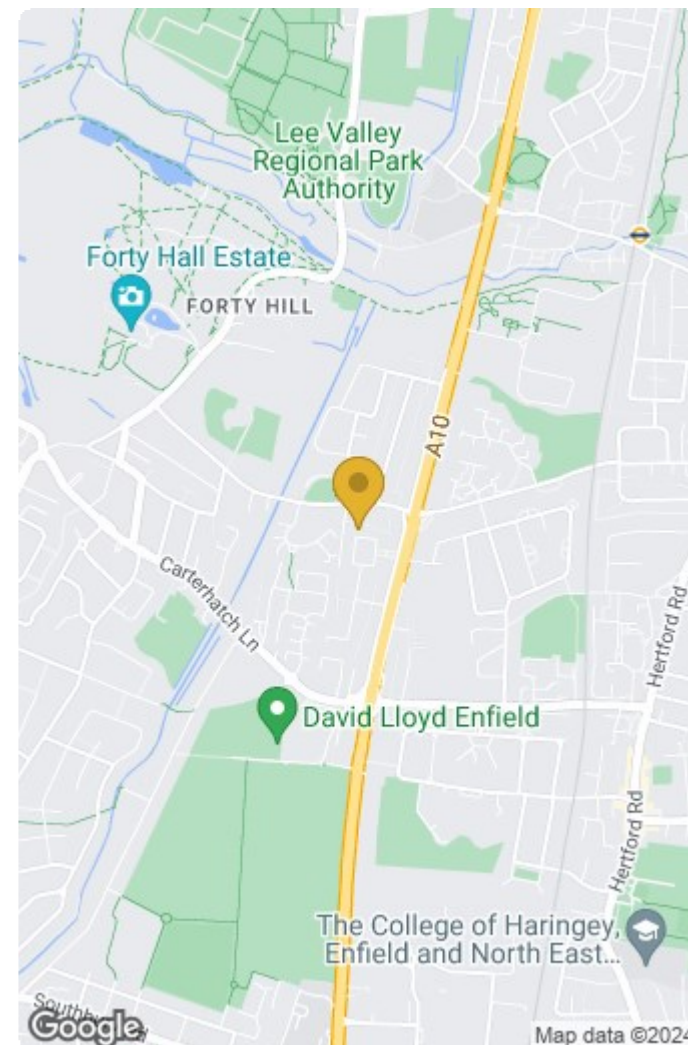 Lee Valley
Regional Park
Authority
Forty Hall Estate
FORTY HILL
A10
Carterhatch Ln
Hertford Rd
David Lloyd Enfield
Hertford Rd
The College of Haringey,
Enfield and North East...
Google
Map data ©2024